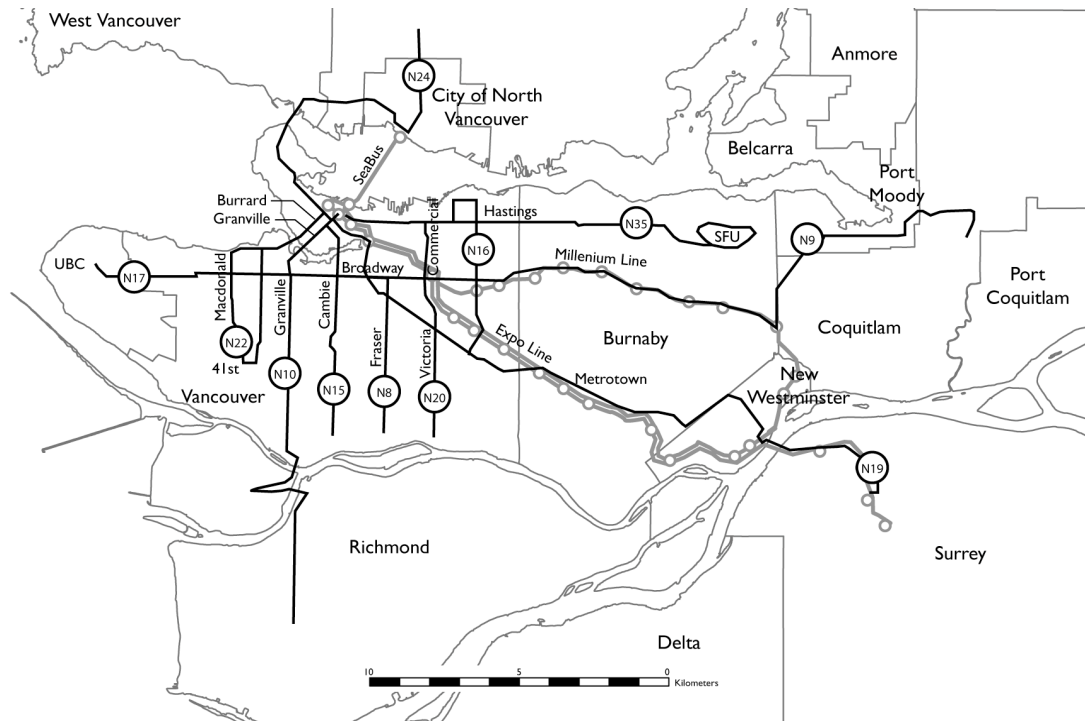 West Vancouver
Anmore
N24
City of North
Vancouver
Belcarra
SeaBus
Port
Moody
Burrard
Granville
Commercial
Hastings
N35
SFU
N9
N16
UBC
N17
Broadway
Millenium Line
Port
Coquitlam
Macdonald
Granville
Cambie
Fraser
Victoria
Expo Line
Burnaby
Coquitlam
N22
41st
N10
N15
N8
N20
Metrotown
New
Westminster
Vancouver
N19
Richmond
Surrey
Delta
10
5
0
Kilometers